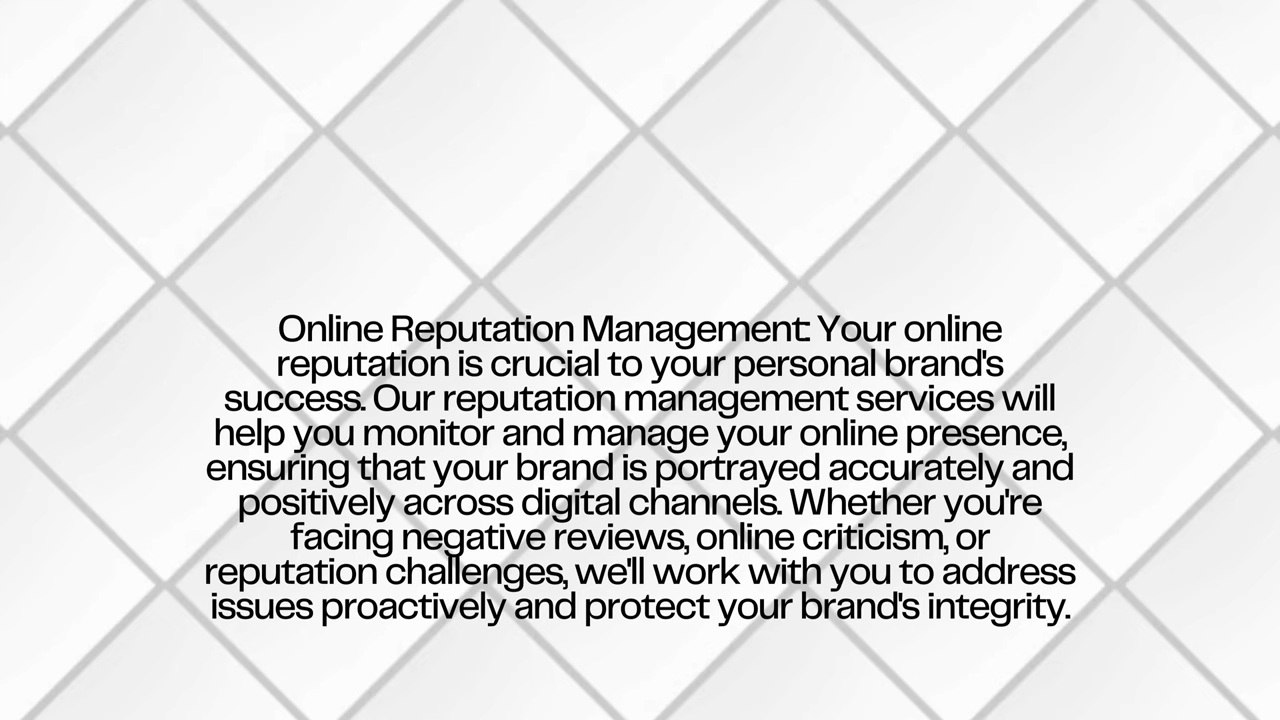 Online Reputation Management: Your online
reputation is crucial to your personal brand's
success. Our reputation management services will
help you monitor and manage your online presence,
ensuring that your brand is portrayed accurately and
positively across digital channels. Whether you're
facing negative reviews, online criticism, or
reputation challenges, we'll work with you to address
issues proactively and protect your brand's integrity.